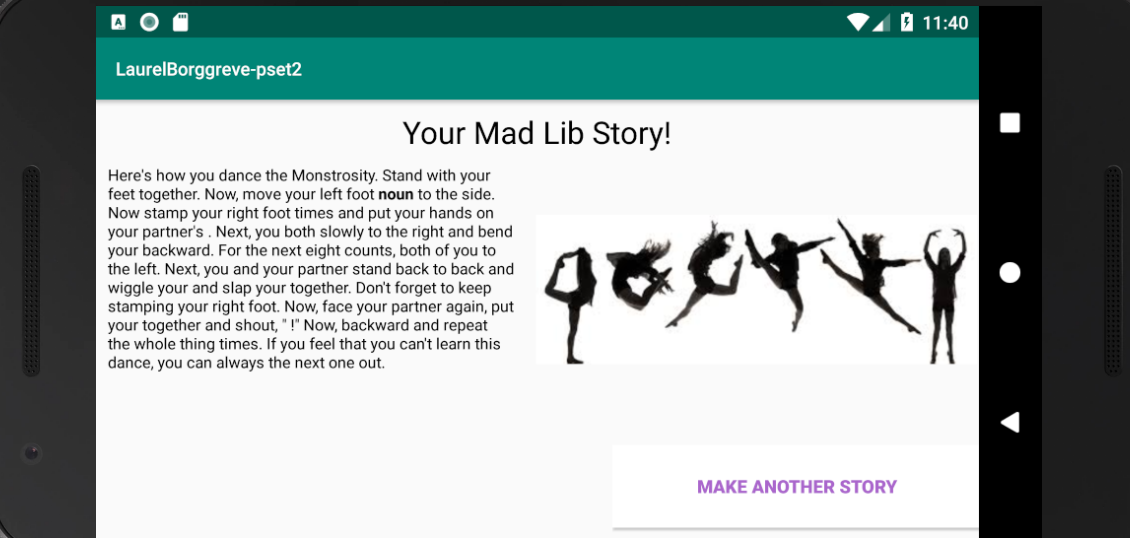 11:40
LaurelBorggreve-pset2
Your Mad Lib Story!
Here's how you dance the Monstrosity. Stand with your
feet together. Now, move your left foot noun to the side.
Now stamp your right foot times and put your hands on
your partner's . Next, you both slowly to the right and bend
your backward. For the next eight counts, both of you to
the left. Next, you and your partner stand back to back and
wiggle your and slap your together. Don't forget to keep
stamping your right foot. Now, face your partner again, put
your together and shout, " !" Now, backward and repeat
the whole thing times. If you feel that you can't learn this
dance, you can always the next one out.
MAKE ANOTHER STORY